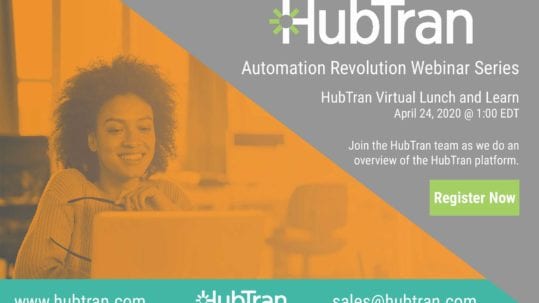 HubTran
Automation Revolution Webinar Series
HubTran Virtual Lunch and Learn
April 24, 2020 @ 1:00 EDT
Join the HubTran team as we do an
overview of the HubTran platform.
Register Now
www.hubtran.com HubTran sales@hubtran.com